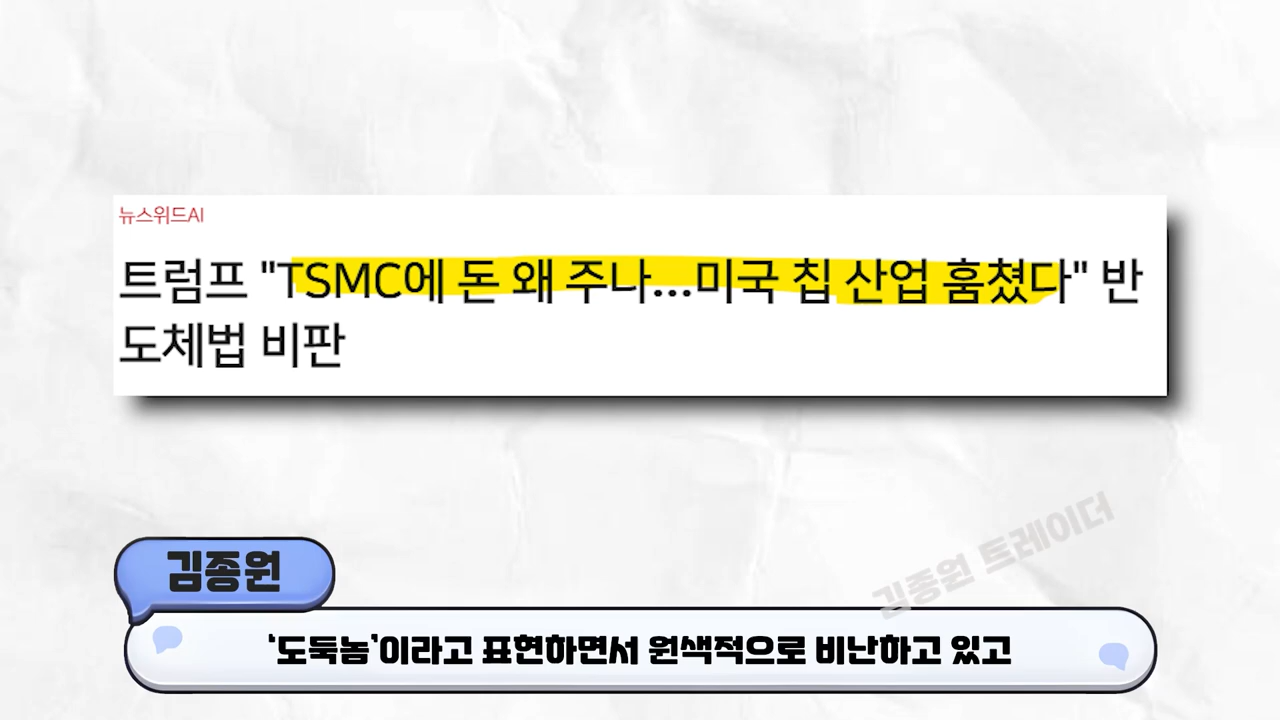 뉴스위드AI
트럼프 "TSMC에 돈 왜 주나...미국 칩 산업 훔쳤다" 반
도체법 비판
김종원 트레이더
김종원
'도둑놈'이라고 표현하면서 원색적으로 비난하고 있고